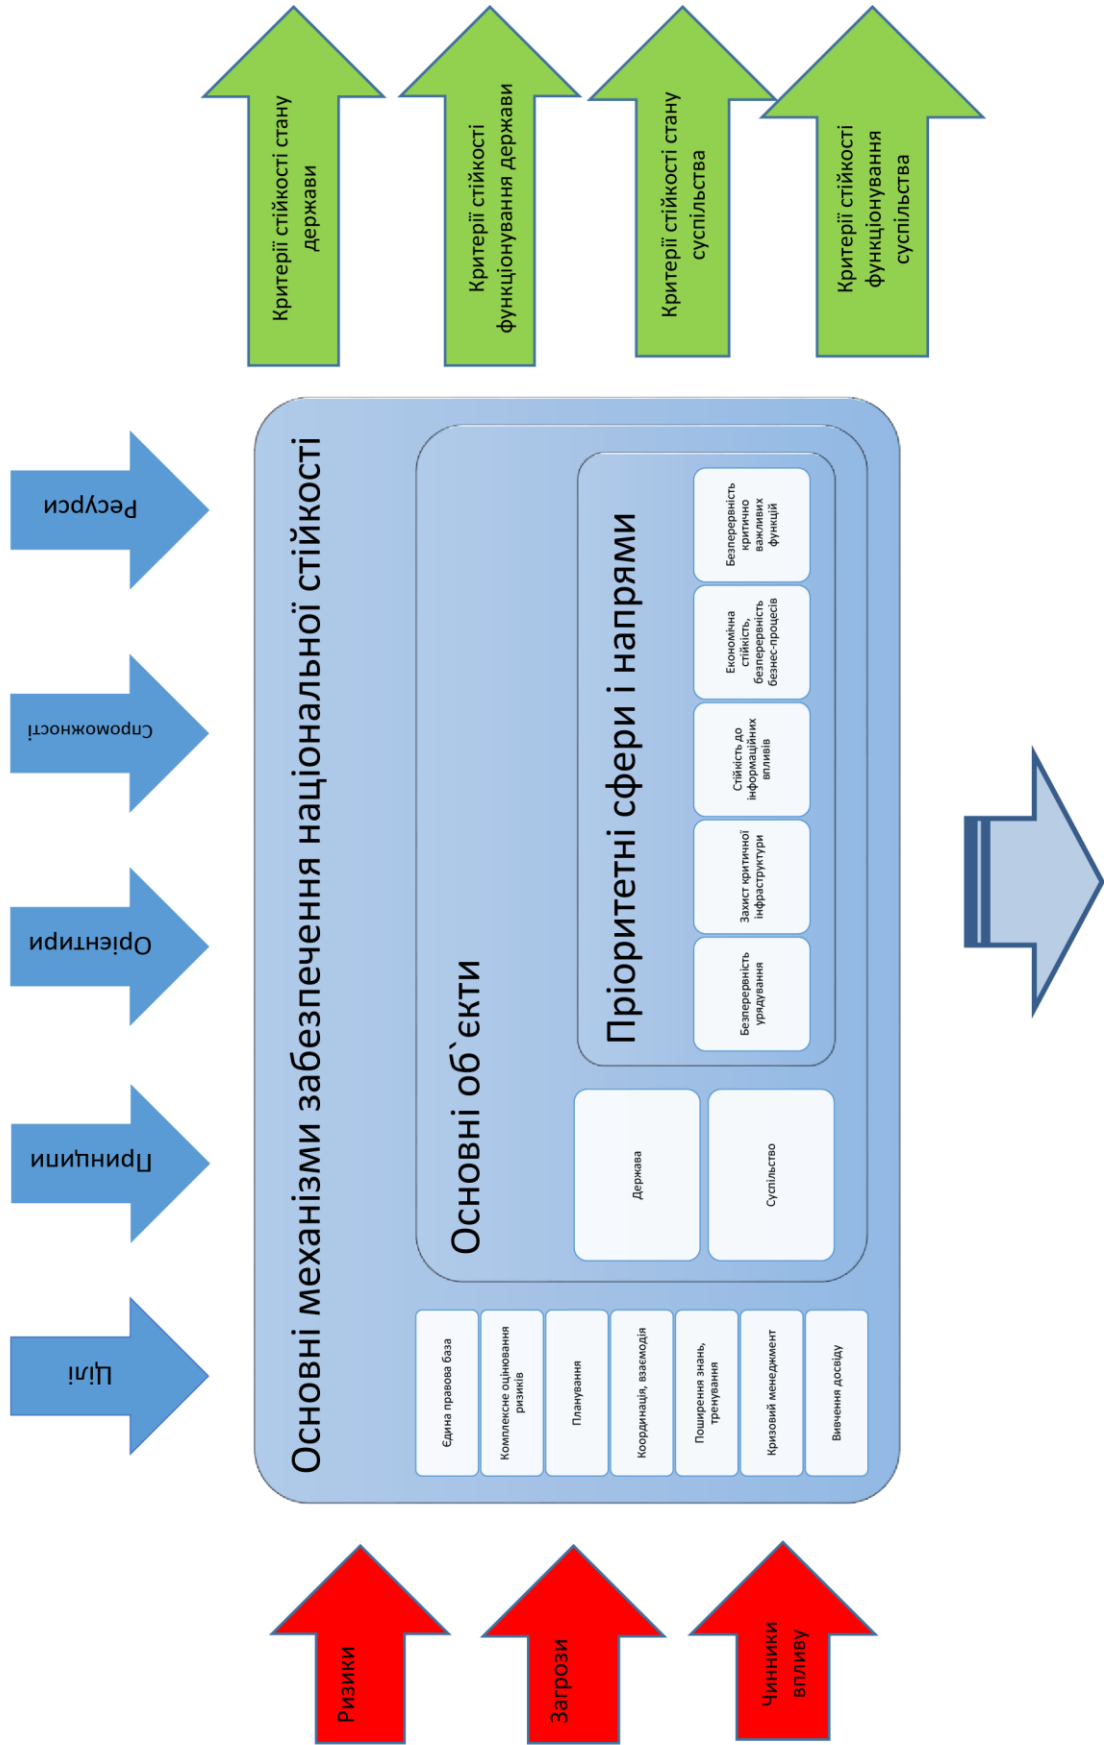 Цілі
Принципи
Орієнтири
Спроможності
Ресурси
Ризики
Загрози
Чинники
впливу
Основні механізми забезпечення національної стійкості
Єдина правова база
Комплексне оцінювання
ризиків
Планування
Координація, взаємодія
Поширення знань,
тренування
Кризовий менеджмент
Вивчення досвіду
Основні об`єкти
Держава
Суспільство
Пріоритетні сфери і напрями
Безперервність
урядування
Захист критичної
інфраструктури
Стійкість до
інформаційних
впливів
Економічна
стійкість,
безперервність
безнес-процесів
Безперервність
критично
важливих
функцій
Критерії стійкості стану
держави
Критерії стійкості
функціонування держави
Критерії стійкості стану
суспільства
Критерії стійкості
функціонування
суспільства